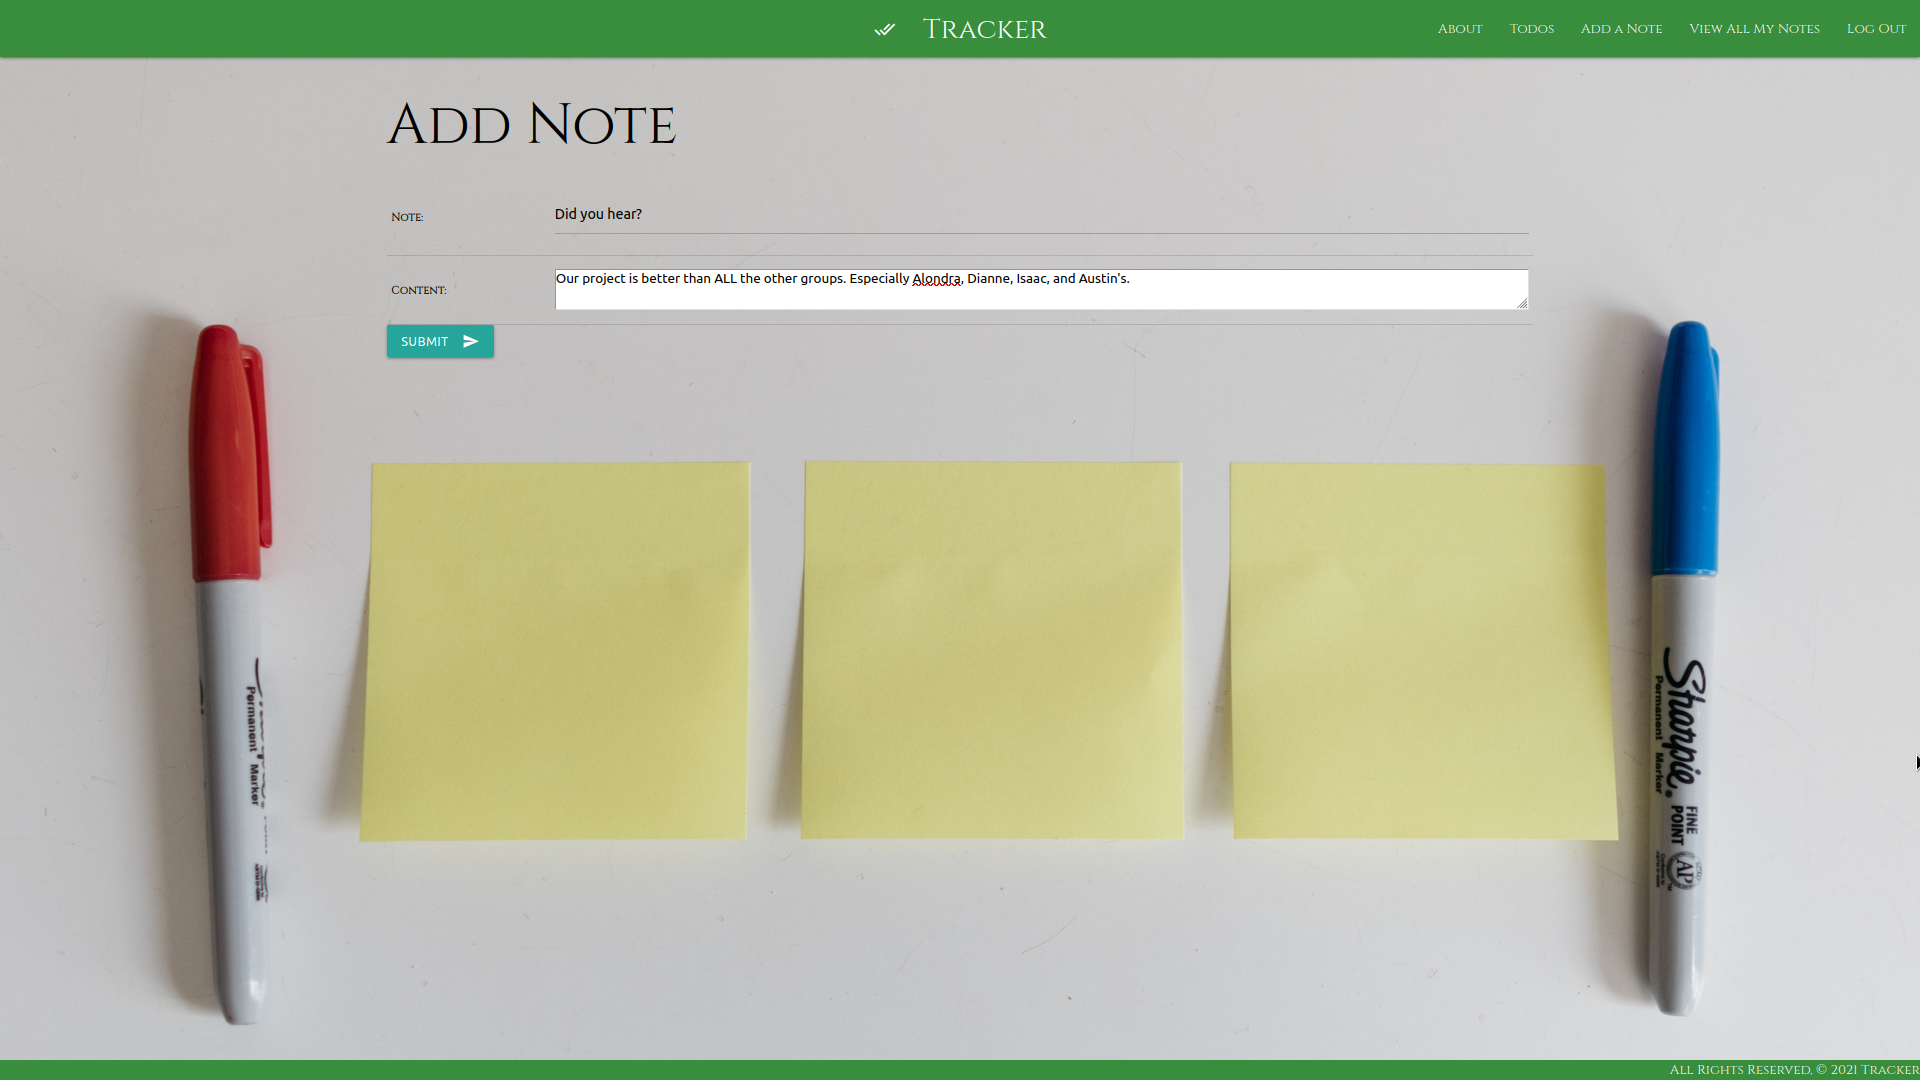 Tracker
About Todos Add a Note View All My Notes Log Out
Add Note
Note: Did you hear?
Content: Our project is better than ALL the other groups. Especially Alondra, Dianne, Isaac, and Austin's.
SUBMIT
Permanent Marker
Sharpie.
Permanent Marker
FINE POINT
AP
All Rights Reserved, © 2021 Tracker